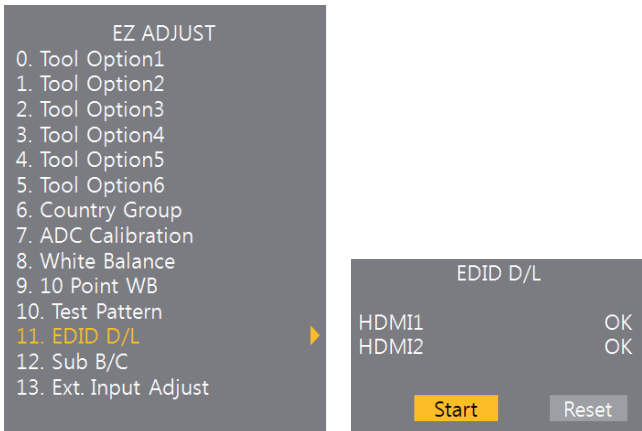 EZ ADJUST
0. Tool Option1
1. Tool Option2
2. Tool Option3
3. Tool Option4
4. Tool Option5
5. Tool Option6
6. Country Group
7. ADC Calibration
8. White Balance
9. 10 Point WB
10. Test Pattern
11. EDID D/L
12. Sub B/C
13. Ext. Input Adjust
EDID D/L
HDMI1 OK
HDMI2 OK
Start Reset